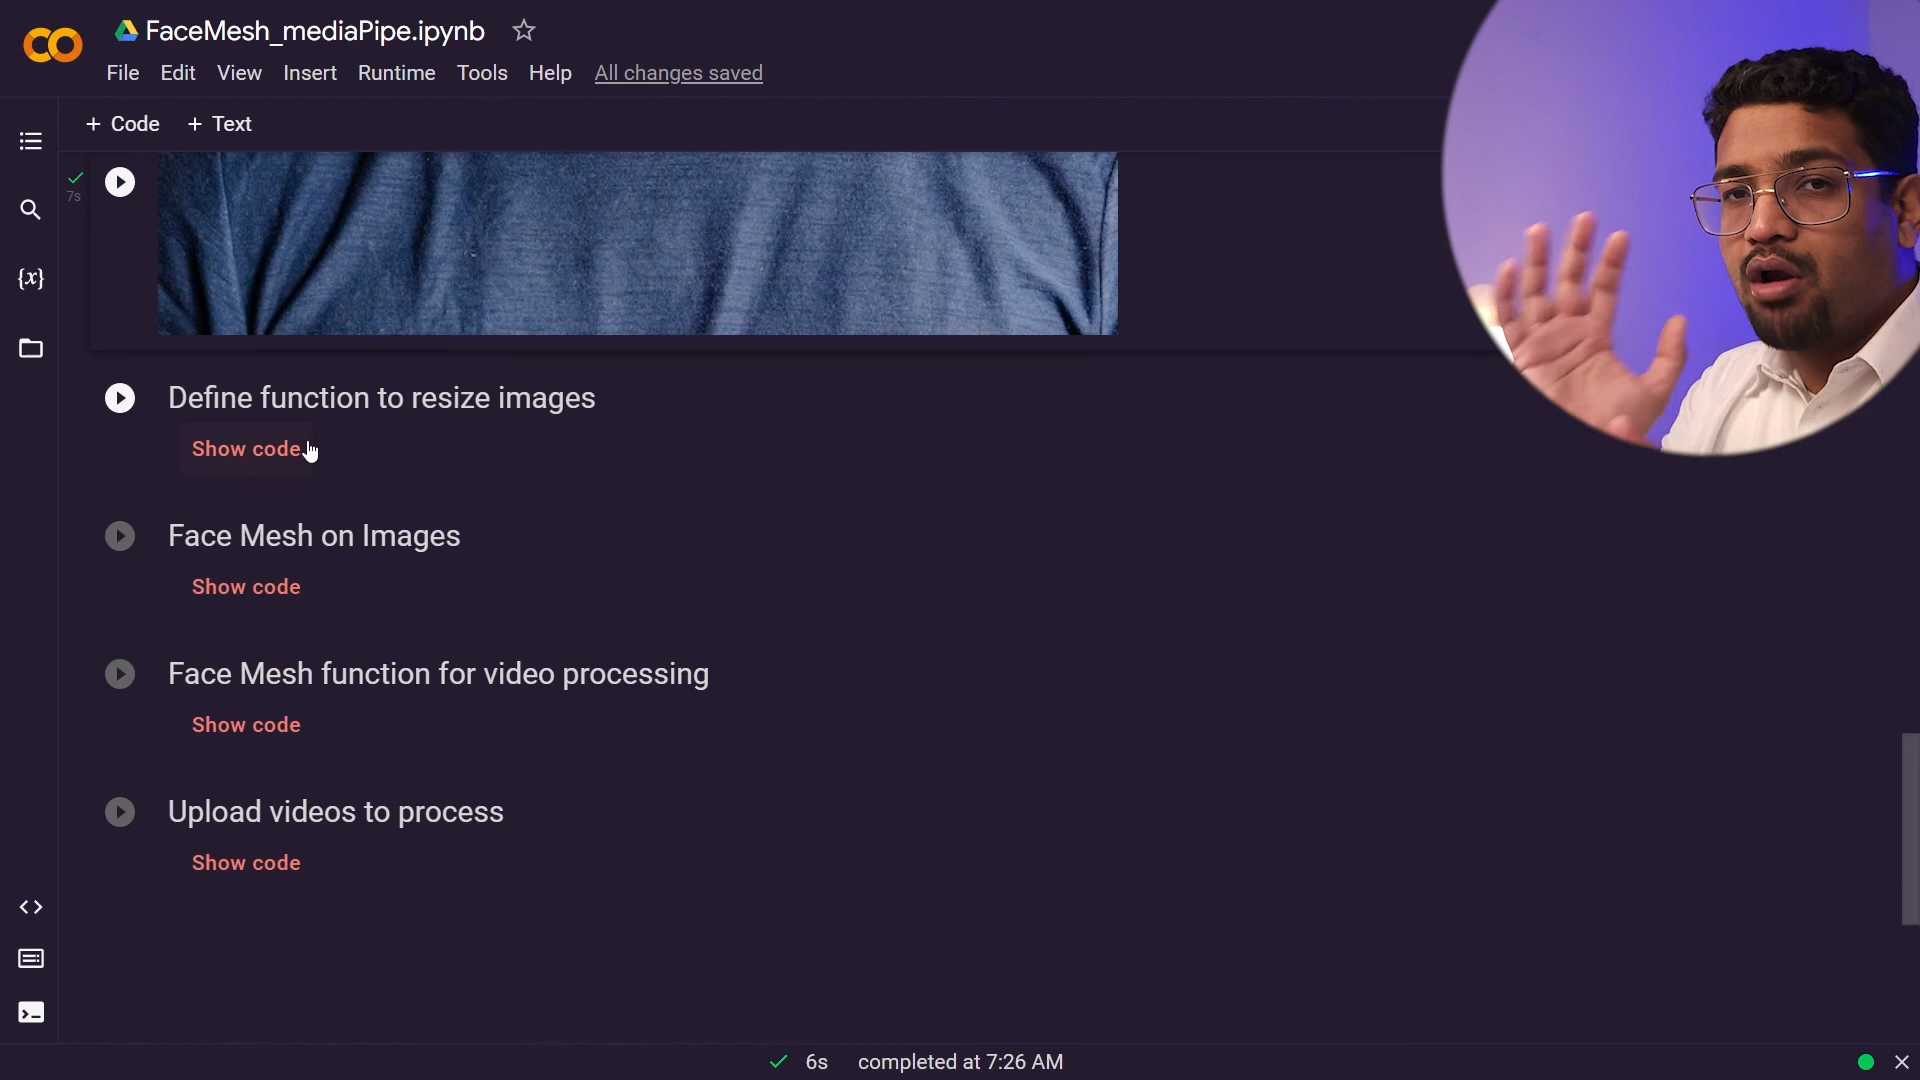 FaceMesh_mediaPipe.ipynb
File Edit View Insert Runtime Tools Help All changes saved
+ Code + Text
7s
{x}
Define function to resize images
Show code
Face Mesh on Images
Show code
Face Mesh function for video processing
Show code
Upload videos to process
Show code
6s completed at 7:26 AM